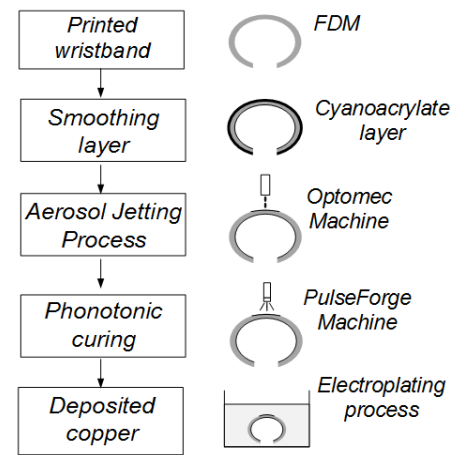 Printed
wristband
FDM
Smoothing
layer
Cyanoacrylate
layer
Aerosol Jetting
Process
Optomec
Machine
Phonotonic
curing
PulseForge
Machine
Deposited
copper
Electroplating
process